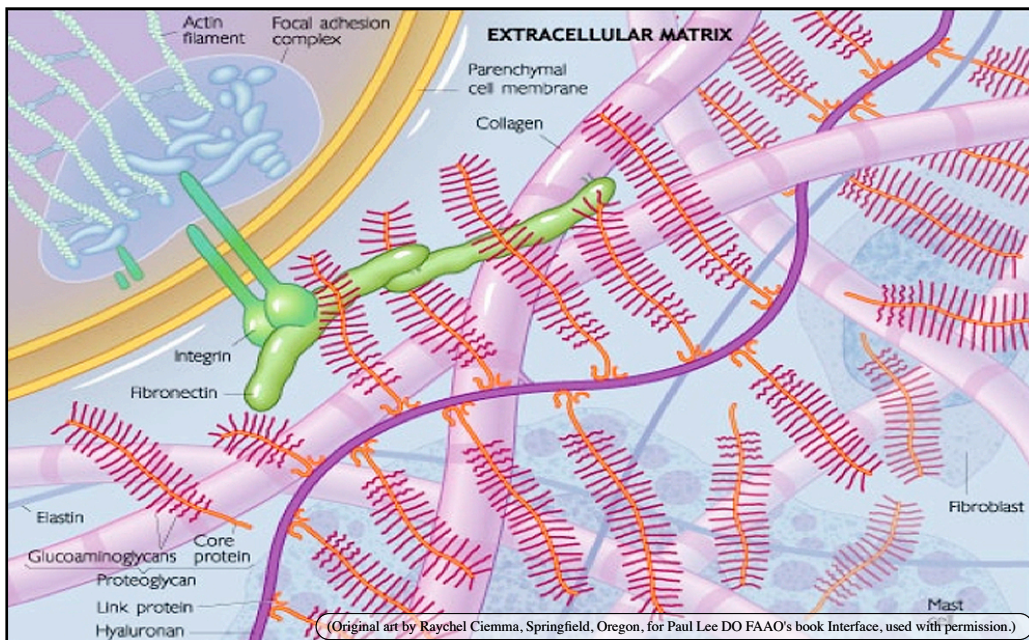 Actin
filament
Focal adhesion
complex
EXTRACELLULAR MATRIX
Parenchymal
cell membrane
Collagen
Integrin
Fibronectin
Elastin
Glucoaminoglycans
Core
protein
Proteoglycan
Link protein
Hyaluronan
Fibroblast
Mast
(Original art by Raychel Ciemma, Springfield, Oregon, for Paul Lee DO FAAO's book Interface, used with permission.)